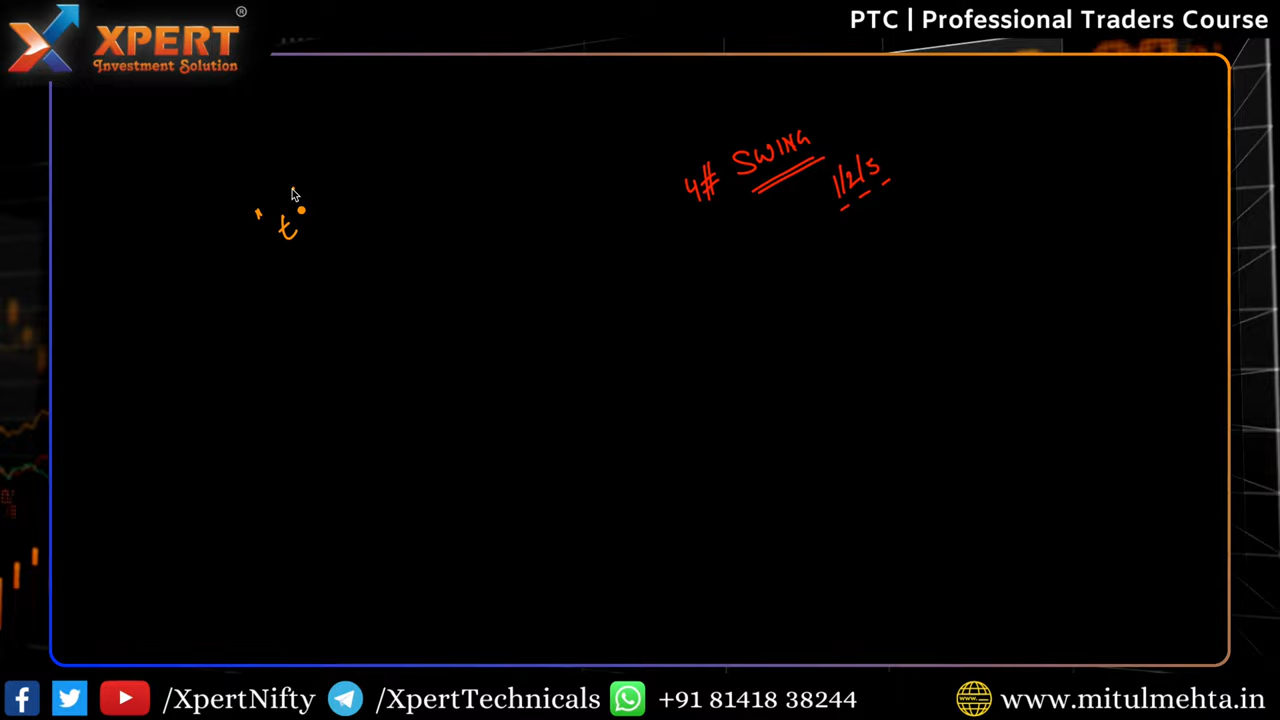 XPERT ®
Investment Solution
PTC | Professional Traders Course
4# SWING
1/2/5
t
/XpertNifty
/XpertTechnicals
+91 81418 38244
www.mitulmehta.in